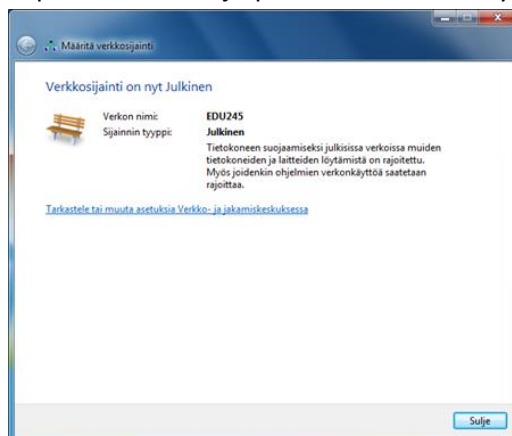 Määritä verkkosijainti
Verkkosijainti on nyt Julkinen
Verkon nimi: EDU245
Sijainnin tyyppi: Julkinen
Tietokoneen suojaamiseksi julkisissa verkoissa muiden
tietokoneiden ja laitteiden löytämistä on rajoitettu.
Myös joidenkin ohjelmien verkonkäyttöä saatetaan
rajoittaa.
Tarkastele tai muuta asetuksia Verkko- ja jakamiskeskuksessa
Sulje